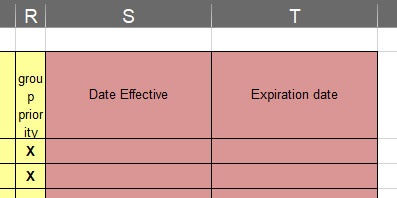 R S T
grou
p
prior
ity
Date Effective Expiration date
X
X